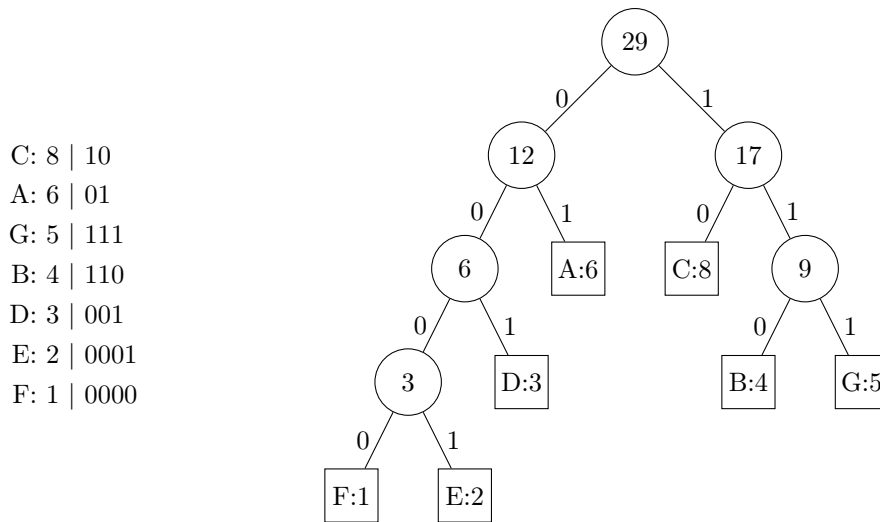 C: 8 | 10
A: 6 | 01
G: 5 | 111
B: 4 | 110
D: 3 | 001
E: 2 | 0001
F: 1 | 0000
29
0 1
12 17
0 1 0 1
6 A:6 C:8 9
0 1 0 1
3 D:3 B:4 G:5
0 1
F:1 E:2